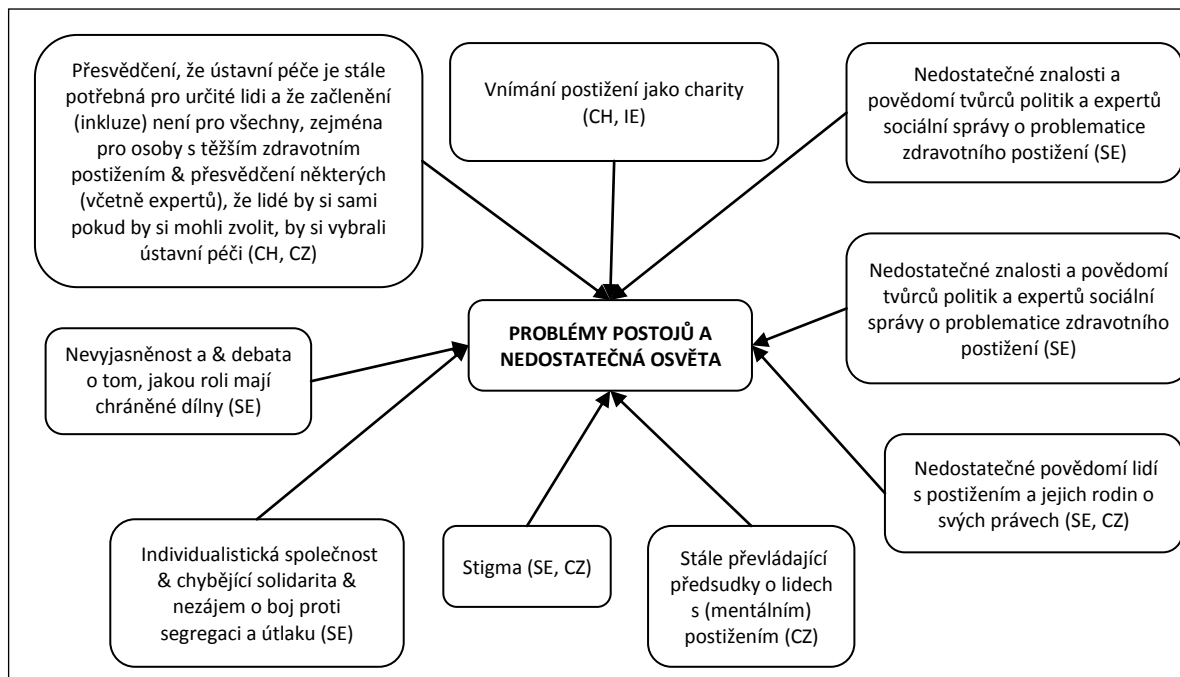 Přesvědčení, že ústavní péče je stále
potřebná pro určité lidi a že začlenění
(inkluze) není pro všechny, zejména
pro osoby s těžším zdravotním
postižením & přesvědčení některých
(včetně expertů), že lidé by si sami
pokud by si mohli zvolit, by si vybrali
ústavní péči (CH, CZ)
Vnímání postižení jako charity
(CH, IE)
Nedostatečné znalosti a
povědomí tvůrců politik a expertů
sociální správy o problematice
zdravotního postižení (SE)
Nedostatečné znalosti a povědomí
tvůrců politik a expertů sociální
správy o problematice zdravotního
postižení (SE)
PROBLÉMY POSTOJŮ A
NEDOSTATEČNÁ OSVĚTA
Nevyjasněnost a & debata
o tom, jakou roli mají
chráněné dílny (SE)
Nedostatečné povědomí lidí
s postižením a jejich rodin o
svých právech (SE, CZ)
Individualistická společnost
& chybějící solidarita &
nezájem o boj proti
segregaci a útlaku (SE)
Stigma (SE, CZ)
Stále převládající
předsudky o lidech
s (mentálním)
postižením (CZ)